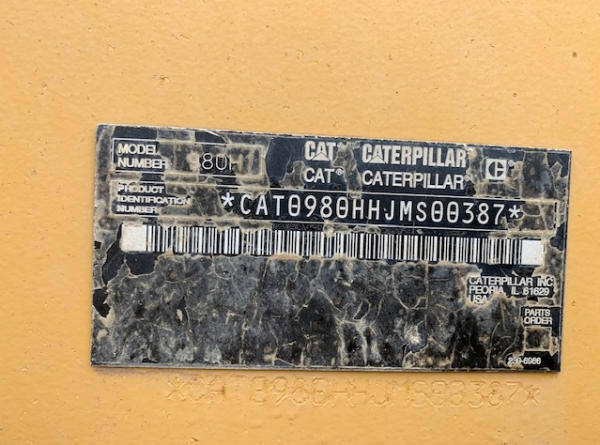 MODEL NUMBER 980H
CAT CATERPILLAR
CAT® CATERPILLAR®
PRODUCT IDENTIFICATION NUMBER
*CAT0980HHJMS00387*
CATERPILLAR INC.
PEORIA, IL 61629
USA
PARTS ORDER
*CAT0980HHJMS00387*